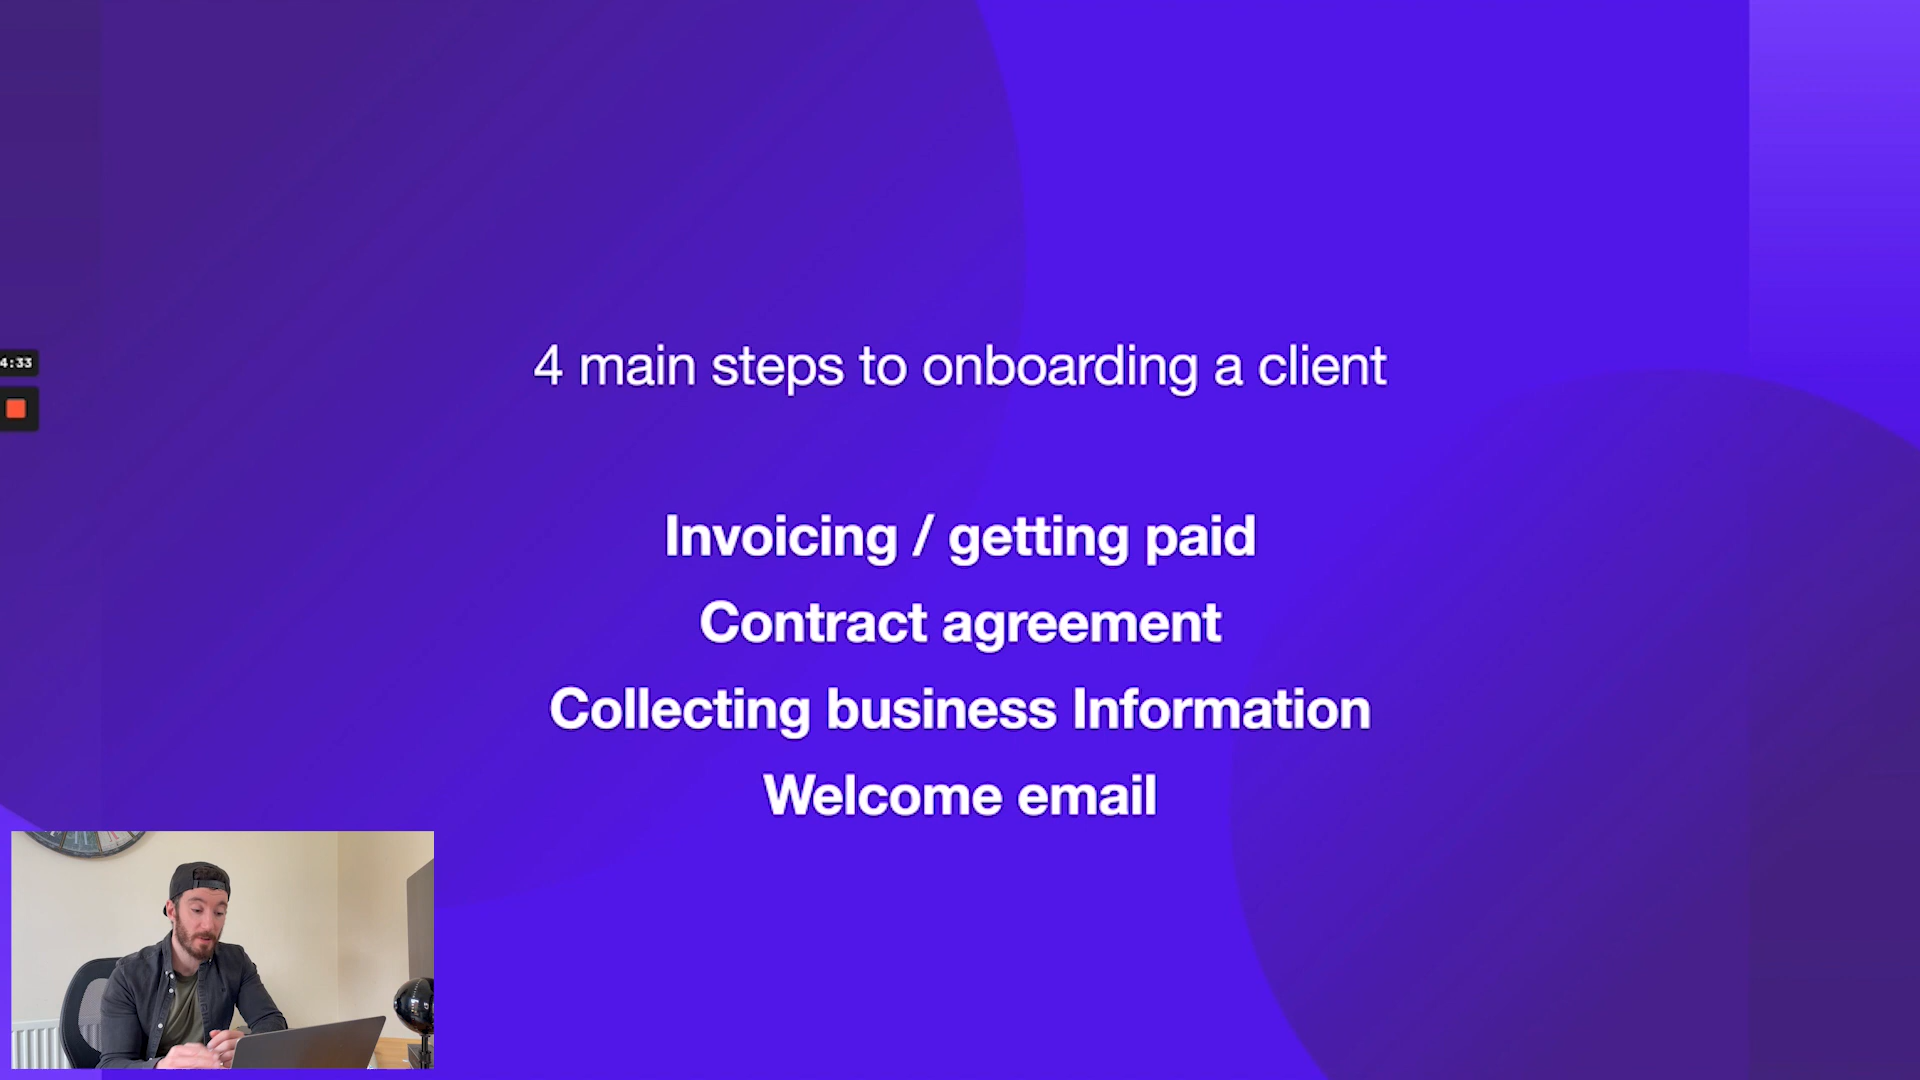 4:33
4 main steps to onboarding a client
Invoicing / getting paid
Contract agreement
Collecting business Information
Welcome email